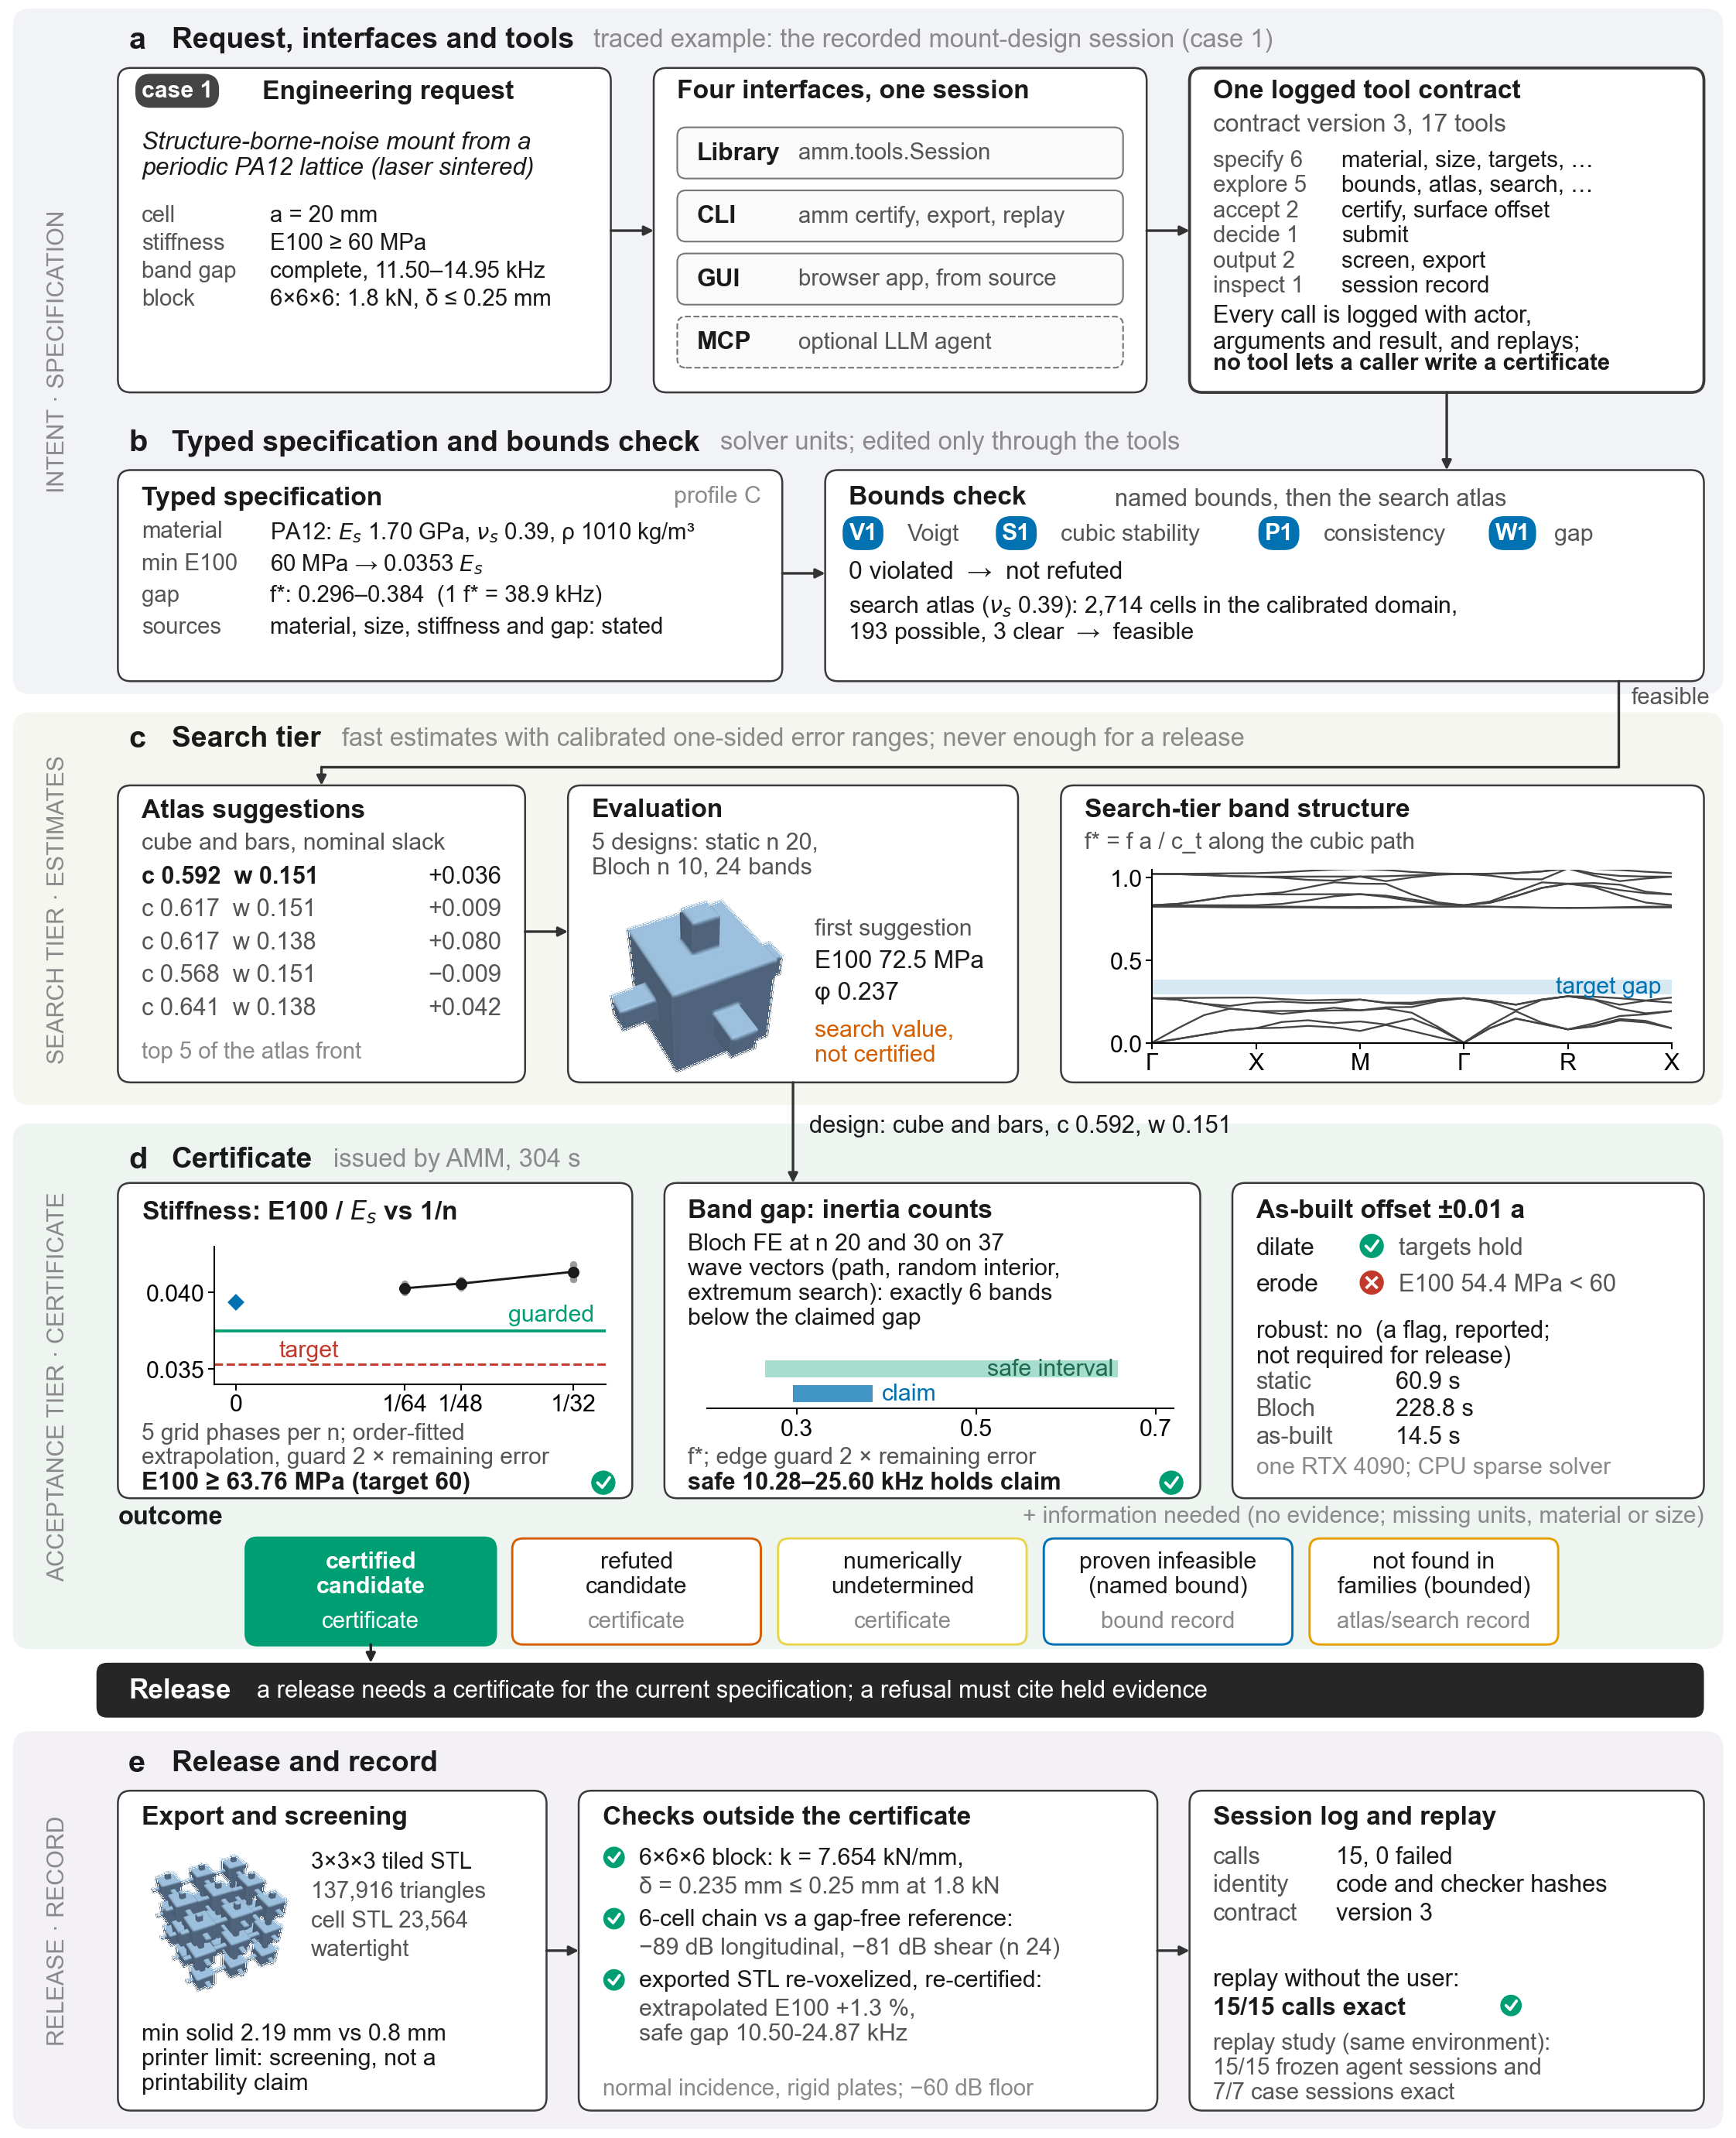 a Request, interfaces and tools traced example: the recorded mount-design session (case 1)
case 1 Engineering request
Structure-borne-noise mount from a
periodic PA12 lattice (laser sintered)
cell a = 20 mm
stiffness E100 ≥ 60 MPa
band gap complete, 11.50–14.95 kHz
block 6×6×6: 1.8 kN, δ ≤ 0.25 mm
Four interfaces, one session
Library amm.tools.Session
CLI amm certify, export, replay
GUI browser app, from source
MCP optional LLM agent
One logged tool contract
contract version 3, 17 tools
specify 6 material, size, targets, …
explore 5 bounds, atlas, search, …
accept 2 certify, surface offset
decide 1 submit
output 2 screen, export
inspect 1 session record
Every call is logged with actor,
arguments and result, and replays;
no tool lets a caller write a certificate
INTENT · SPECIFICATION
b Typed specification and bounds check solver units; edited only through the tools
Typed specification profile C
material PA12: Eₛ 1.70 GPa, νₛ 0.39, ρ 1010 kg/m³
min E100 60 MPa → 0.0353 Eₛ
gap f*: 0.296–0.384 (1 f* = 38.9 kHz)
sources material, size, stiffness and gap: stated
Bounds check named bounds, then the search atlas
V1 Voigt S1 cubic stability P1 consistency W1 gap
0 violated → not refuted
search atlas (νₛ 0.39): 2,714 cells in the calibrated domain,
193 possible, 3 clear → feasible
feasible
c Search tier fast estimates with calibrated one-sided error ranges; never enough for a release
SEARCH TIER · ESTIMATES
Atlas suggestions
cube and bars, nominal slack
c 0.592 w 0.151 +0.036
c 0.617 w 0.151 +0.009
c 0.617 w 0.138 +0.080
c 0.568 w 0.151 −0.009
c 0.641 w 0.138 +0.042
top 5 of the atlas front
Evaluation
5 designs: static n 20,
Bloch n 10, 24 bands
first suggestion
E100 72.5 MPa
φ 0.237
search value,
not certified
Search-tier band structure
f* = f a / c_t along the cubic path
1.0
0.5
target gap
0.0
Γ X M Γ R X
design: cube and bars, c 0.592, w 0.151
d Certificate issued by AMM, 304 s
ACCEPTANCE TIER · CERTIFICATE
Stiffness: E100 / Eₛ vs 1/n
0.040
guarded
target
0.035
0 1/64 1/48 1/32
5 grid phases per n; order-fitted
extrapolation, guard 2 × remaining error
E100 ≥ 63.76 MPa (target 60)
Band gap: inertia counts
Bloch FE at n 20 and 30 on 37
wave vectors (path, random interior,
extremum search): exactly 6 bands
below the claimed gap
safe interval
claim
0.3 0.5 0.7
f*; edge guard 2 × remaining error
safe 10.28–25.60 kHz holds claim
As-built offset ±0.01 a
dilate targets hold
erode E100 54.4 MPa < 60
robust: no (a flag, reported;
not required for release)
static 60.9 s
Bloch 228.8 s
as-built 14.5 s
one RTX 4090; CPU sparse solver
outcome + information needed (no evidence; missing units, material or size)
certified
candidate
certificate
refuted
candidate
certificate
numerically
undetermined
certificate
proven infeasible
(named bound)
bound record
not found in
families (bounded)
atlas/search record
Release a release needs a certificate for the current specification; a refusal must cite held evidence
e Release and record
RELEASE · RECORD
Export and screening
3×3×3 tiled STL
137,916 triangles
cell STL 23,564
watertight
min solid 2.19 mm vs 0.8 mm
printer limit: screening, not a
printability claim
Checks outside the certificate
6×6×6 block: k = 7.654 kN/mm,
δ = 0.235 mm ≤ 0.25 mm at 1.8 kN
6-cell chain vs a gap-free reference:
−89 dB longitudinal, −81 dB shear (n 24)
exported STL re-voxelized, re-certified:
extrapolated E100 +1.3 %,
safe gap 10.50-24.87 kHz
normal incidence, rigid plates; −60 dB floor
Session log and replay
calls 15, 0 failed
identity code and checker hashes
contract version 3
replay without the user:
15/15 calls exact
replay study (same environment):
15/15 frozen agent sessions and
7/7 case sessions exact